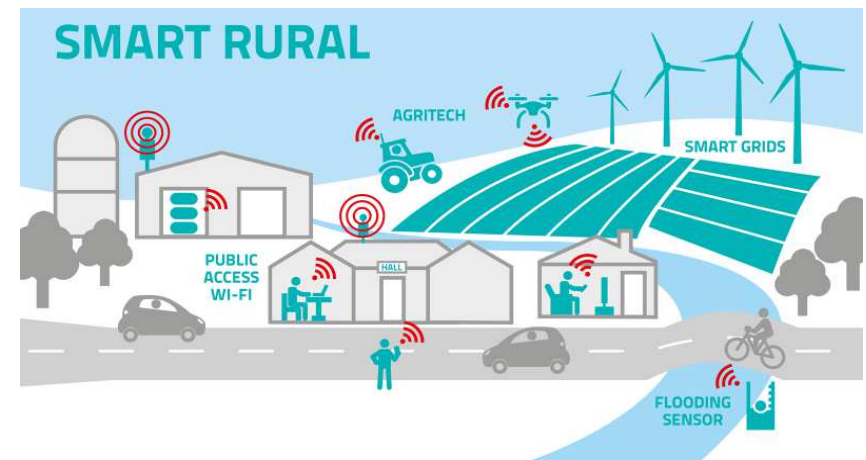 SMART RURAL
AGRITECH
SMART GRIDS
PUBLIC
ACCESS
WI-FI
HALL
FLOODING
SENSOR